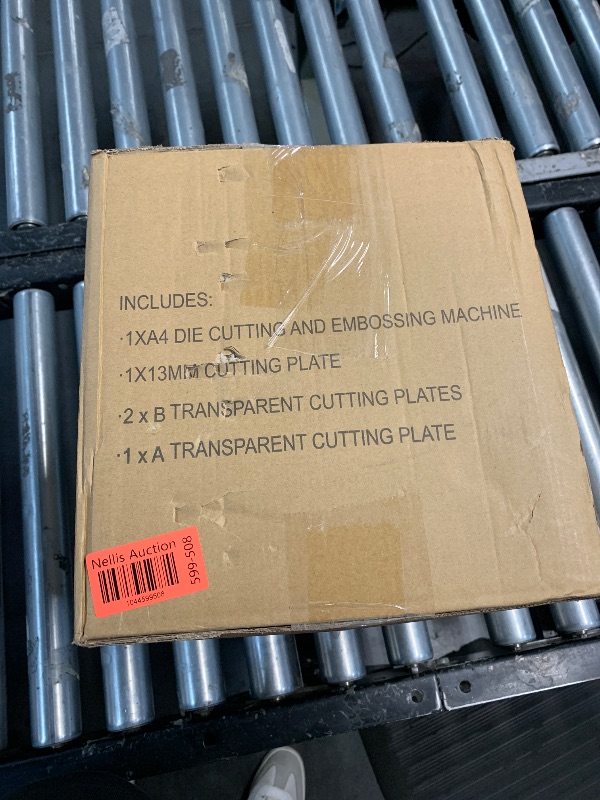 INCLUDES:
·1XA4 DIE CUTTING AND EMBOSSING MACHINE
·1X13MM CUTTING PLATE
·2 x B TRANSPARENT CUTTING PLATES
·1 x A TRANSPARENT CUTTING PLATE
Nellis Auction
599-508
1044599508